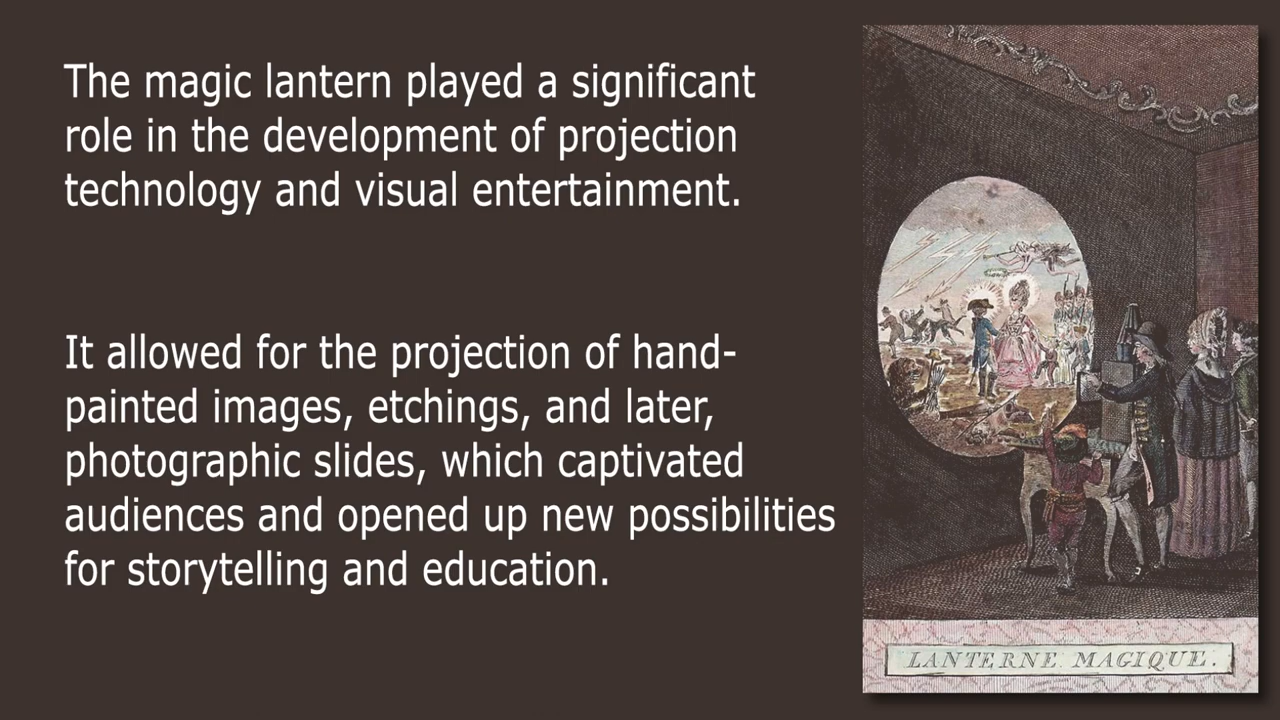 The magic lantern played a significant
role in the development of projection
technology and visual entertainment.
It allowed for the projection of hand-
painted images, etchings, and later,
photographic slides, which captivated
audiences and opened up new possibilities
for storytelling and education.
LANTERNE MAGIQUE.